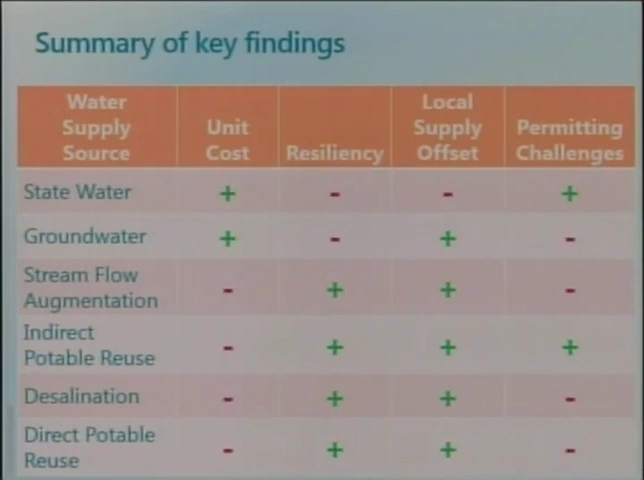 Summary of key findings
Water Supply Source | Unit Cost | Resiliency | Local Supply Offset | Permitting Challenges
State Water + - - +
Groundwater + - + -
Stream Flow Augmentation - + + -
Indirect Potable Reuse - + + +
Desalination - + + -
Direct Potable Reuse - + + -